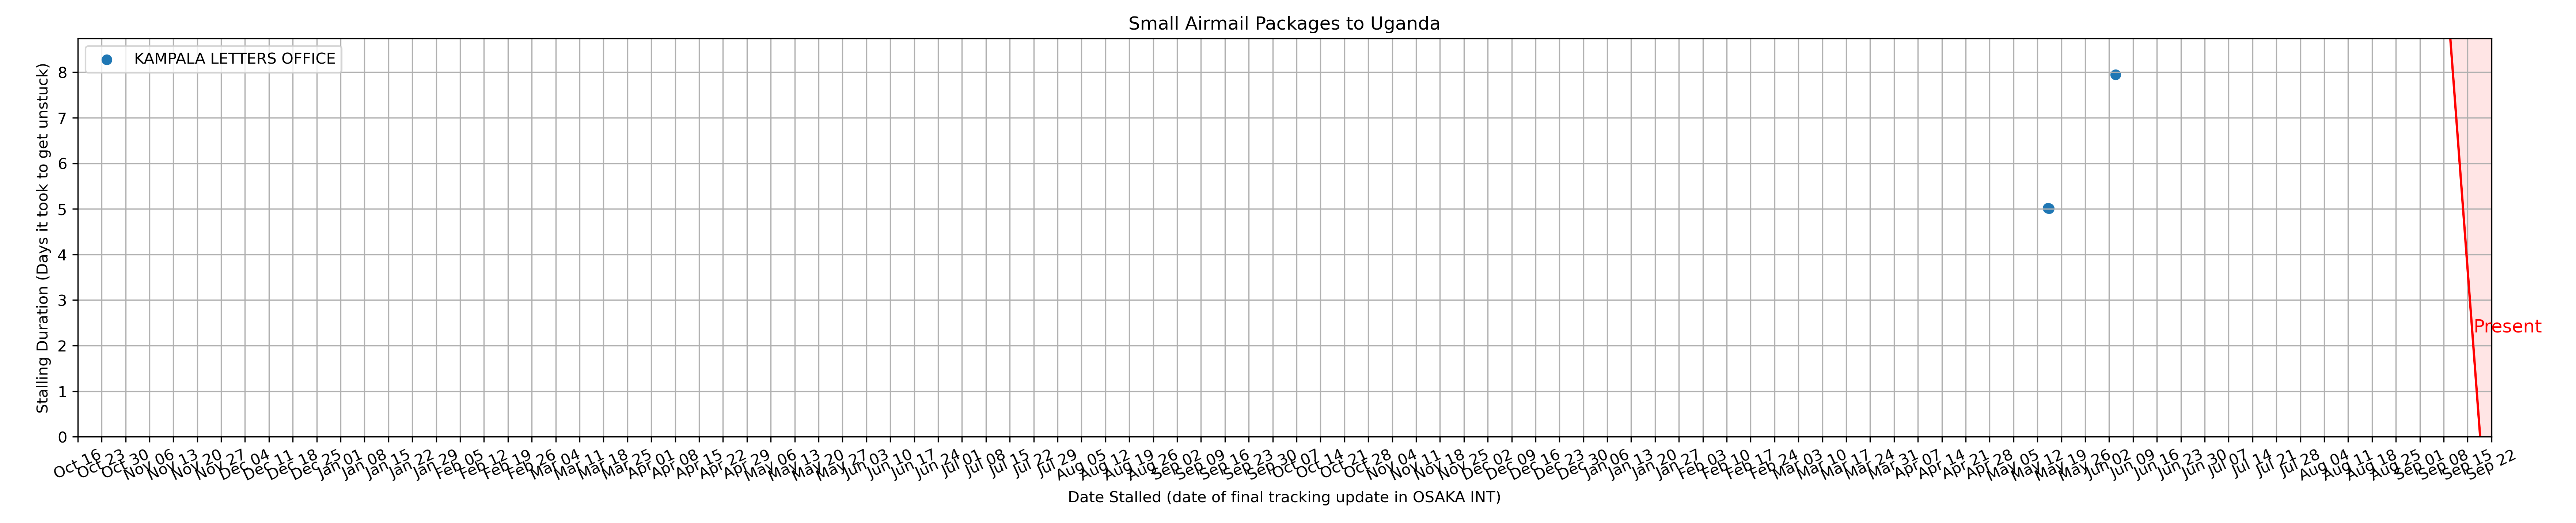 Small Airmail Packages to Uganda
KAMPALA LETTERS OFFICE
Stalling Duration (Days it took to get unstuck)
8
7
6
5
4
3
2
1
0
Present
Oct 16
Oct 23
Oct 30
Nov 06
Nov 13
Nov 20
Nov 27
Dec 04
Dec 11
Dec 18
Dec 25
Jan 01
Jan 08
Jan 15
Jan 22
Jan 29
Feb 05
Feb 12
Feb 19
Feb 26
Mar 04
Mar 11
Mar 18
Mar 25
Apr 01
Apr 08
Apr 15
Apr 22
Apr 29
May 06
May 13
May 20
May 27
Jun 03
Jun 10
Jun 17
Jun 24
Jul 01
Jul 08
Jul 15
Jul 22
Jul 29
Aug 05
Aug 12
Aug 19
Aug 26
Sep 02
Sep 09
Sep 16
Sep 23
Sep 30
Oct 07
Oct 14
Oct 21
Oct 28
Nov 04
Nov 11
Nov 18
Nov 25
Dec 02
Dec 09
Dec 16
Dec 23
Dec 30
Jan 06
Jan 13
Jan 20
Jan 27
Feb 03
Feb 10
Feb 17
Feb 24
Mar 03
Mar 10
Mar 17
Mar 24
Mar 31
Apr 07
Apr 14
Apr 21
Apr 28
May 05
May 12
May 19
May 26
Jun 02
Jun 09
Jun 16
Jun 23
Jun 30
Jul 07
Jul 14
Jul 21
Jul 28
Aug 04
Aug 11
Aug 18
Aug 25
Sep 01
Sep 08
Sep 15
Sep 22
Date Stalled (date of final tracking update in OSAKA INT)